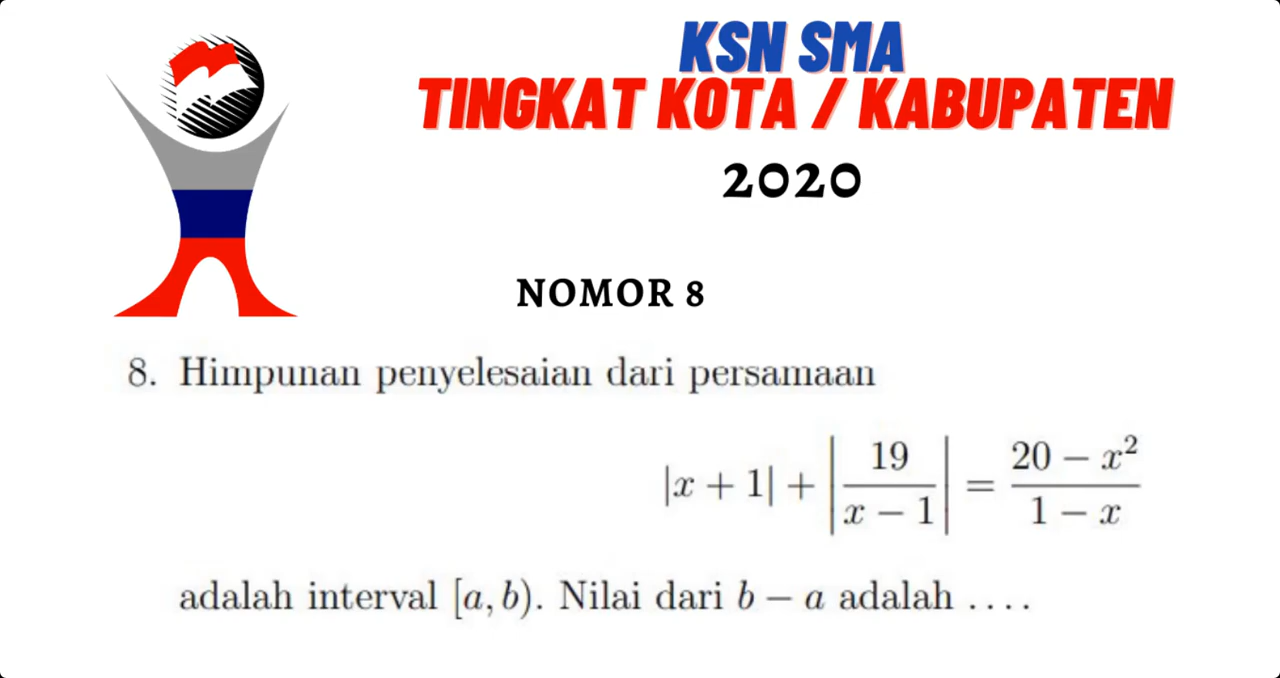 KSN SMA
TINGKAT KOTA / KABUPATEN
2020
NOMOR 8
8. Himpunan penyelesaian dari persamaan
|x + 1| + |19/(x − 1)| = (20 − x²)/(1 − x)
adalah interval [a, b). Nilai dari b − a adalah . . . .